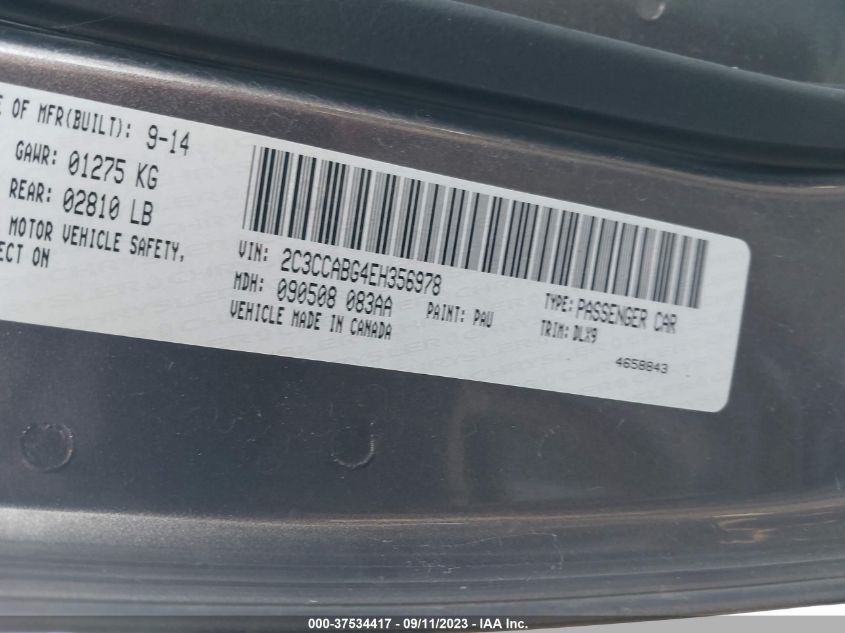 E OF MFR(BUILT): 9-14
GAWR: 01275 KG
REAR: 02810 LB
MOTOR VEHICLE SAFETY,
ECT ON
VIN: 2C3CCABG4EH356978
TYPE: PASSENGER CAR
MDH: 090508 083AA
PAINT: PAU
TRIM: DLX9
VEHICLE MADE IN CANADA
4658843
000-37534417 - 09/11/2023 - IAA Inc.